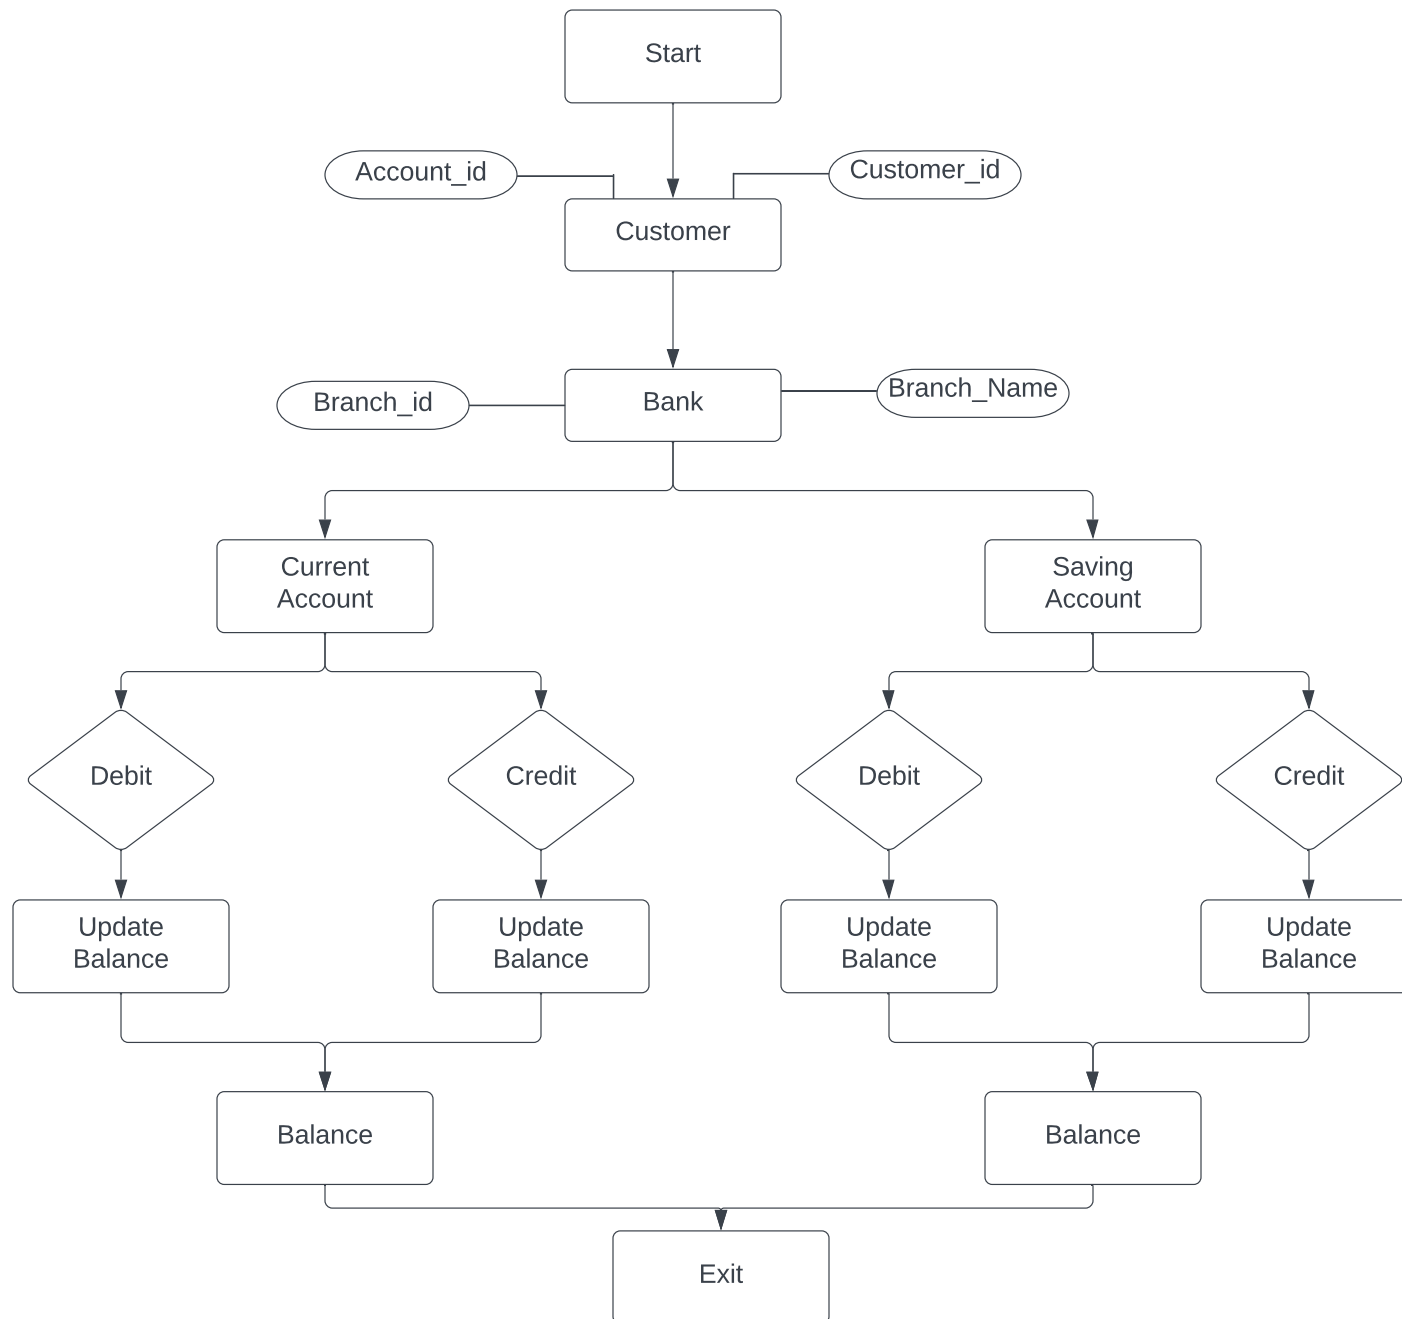 Start
Account_id
Customer_id
Customer
Branch_id
Bank
Branch_Name
Current
Account
Saving
Account
Debit
Credit
Debit
Credit
Update
Balance
Update
Balance
Update
Balance
Update
Balance
Balance
Balance
Exit